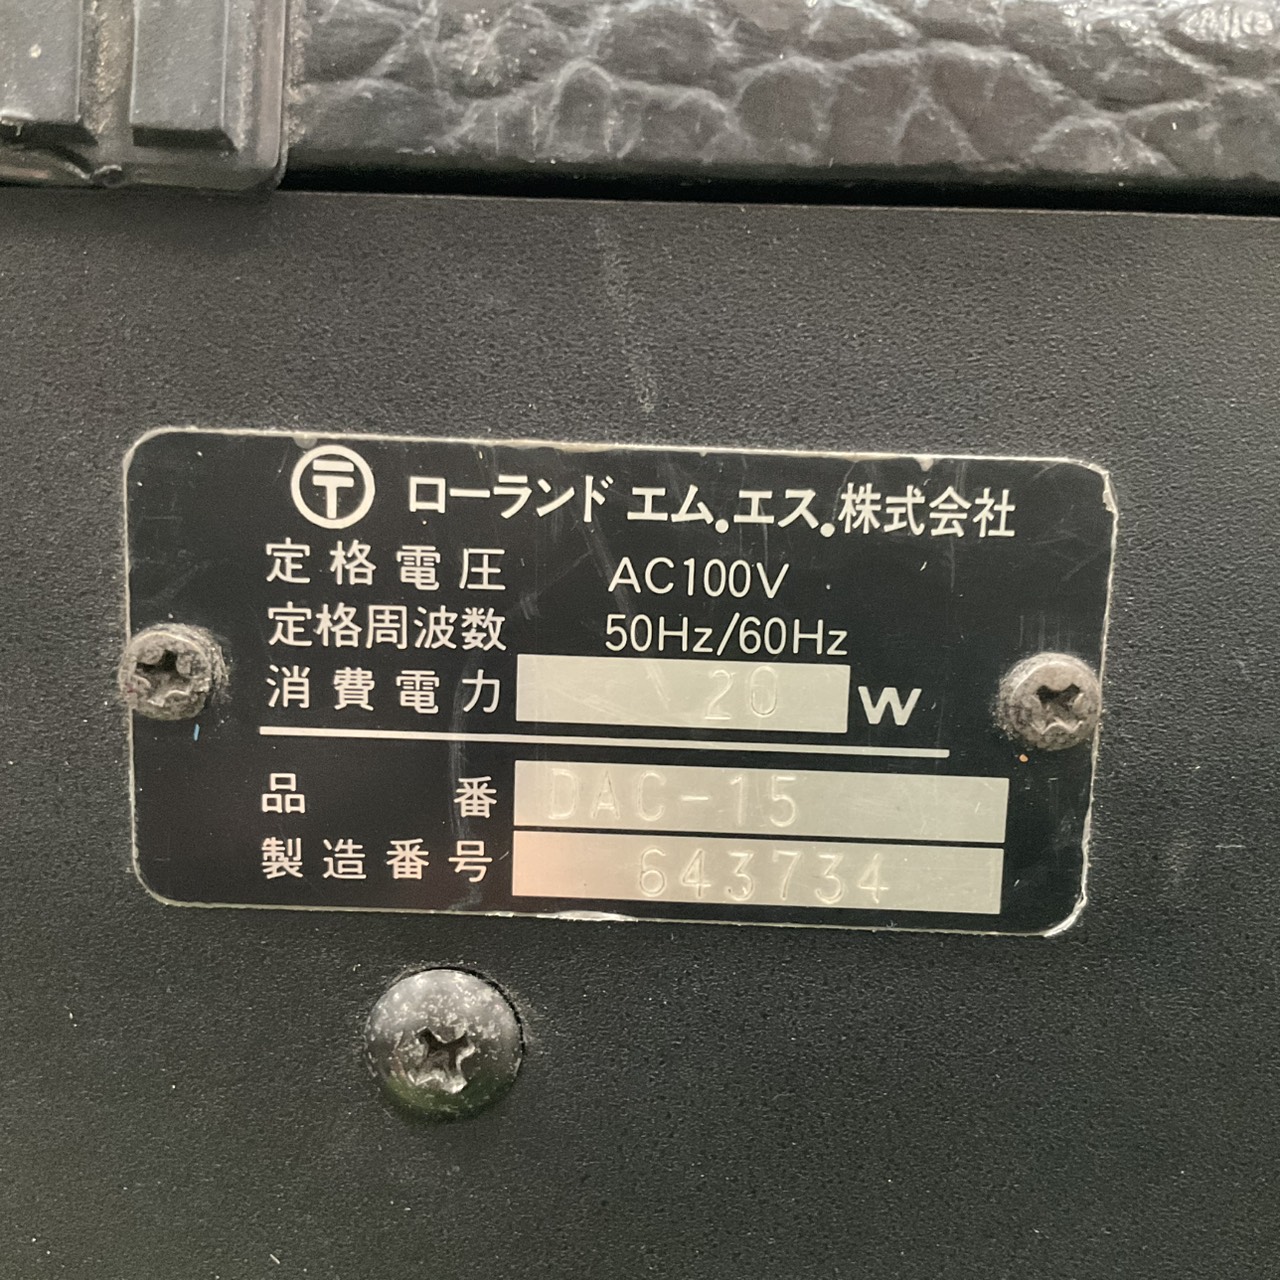 〒 ローランド エム.エス.株式会社
定格電圧 AC100V
定格周波数 50Hz/60Hz
消費電力 20 W
品番 DAC-15
製造番号 643734